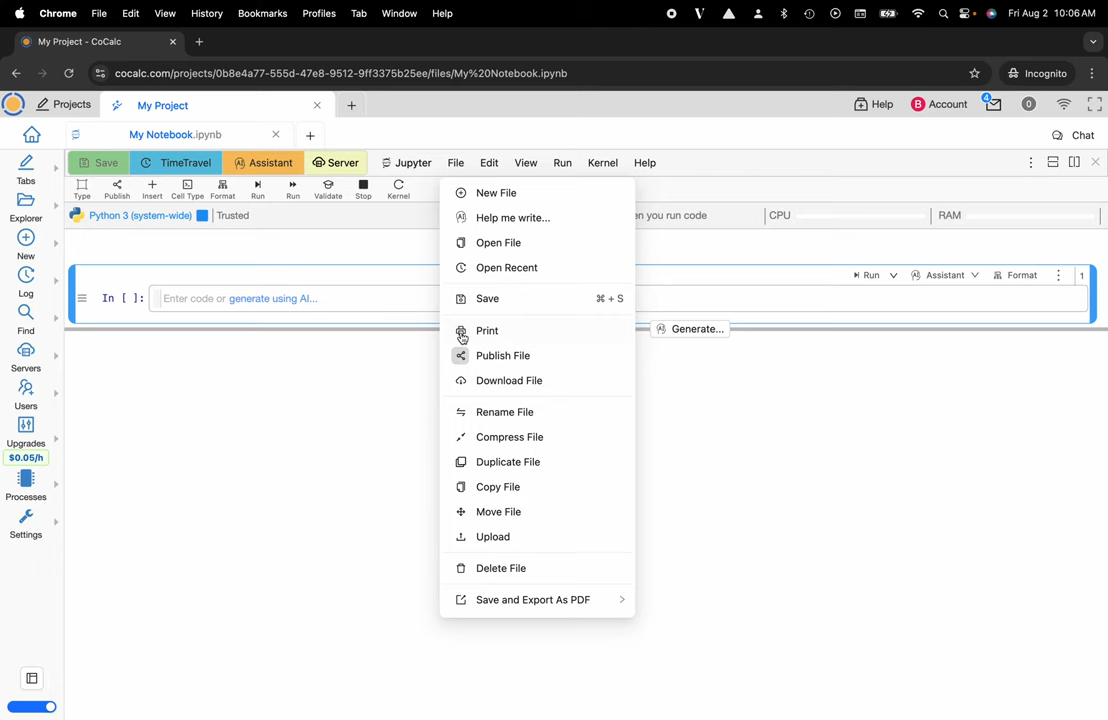 Chrome File Edit View History Bookmarks Profiles Tab Window Help Fri Aug 2 10:06 AM
My Project - CoCalc
cocalc.com/projects/0b8e4a77-555d-47e8-9512-9ff3375b25ee/files/My%20Notebook.ipynb Incognito
Projects My Project Help B Account 4 0
My Notebook.ipynb Chat
Save TimeTravel AI Assistant Server Jupyter File Edit View Run Kernel Help
Type Publish Insert Cell Type Format Run Run Validate Stop Kernel
Python 3 (system-wide) Trusted en you run code CPU RAM
Tabs
Explorer
New
Log
Find
Servers
Users
Upgrades
$0.05/h
Processes
Settings
Run AI Assistant Format 1
In [ ]: Enter code or generate using AI...
AI Generate...
New File
AI Help me write...
Open File
Open Recent
Save ⌘ + S
Print
Publish File
Download File
Rename File
Compress File
Duplicate File
Copy File
Move File
Upload
Delete File
Save and Export As PDF